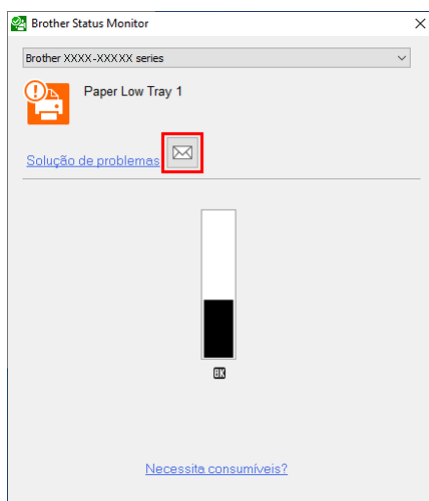 Brother Status Monitor
Brother XXXX-XXXXX series
Paper Low Tray 1
Solução de problemas
BK
Necessita consumíveis?